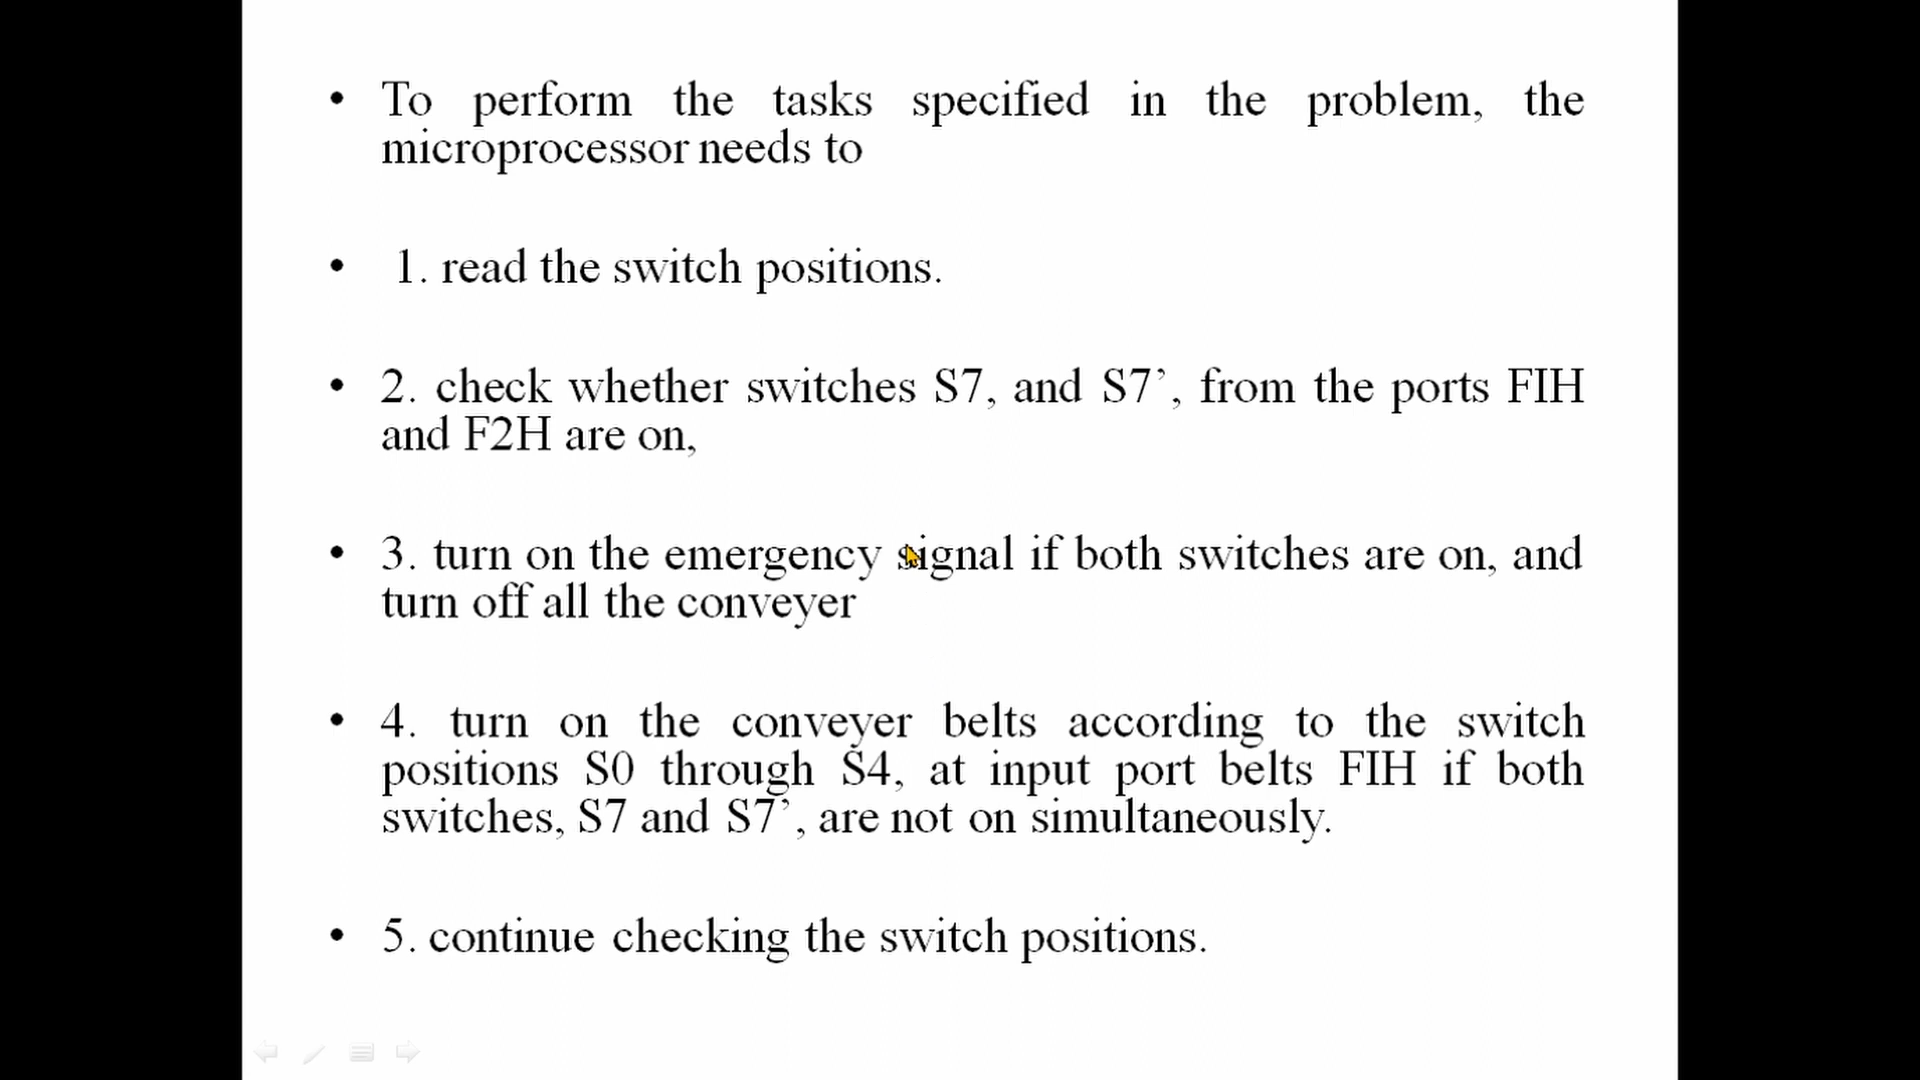 • To perform the tasks specified in the problem, the
microprocessor needs to
• 1. read the switch positions.
• 2. check whether switches S7, and S7’, from the ports FIH
and F2H are on,
• 3. turn on the emergency signal if both switches are on, and
turn off all the conveyer
• 4. turn on the conveyer belts according to the switch
positions S0 through S4, at input port belts FIH if both
switches, S7 and S7’, are not on simultaneously.
• 5. continue checking the switch positions.